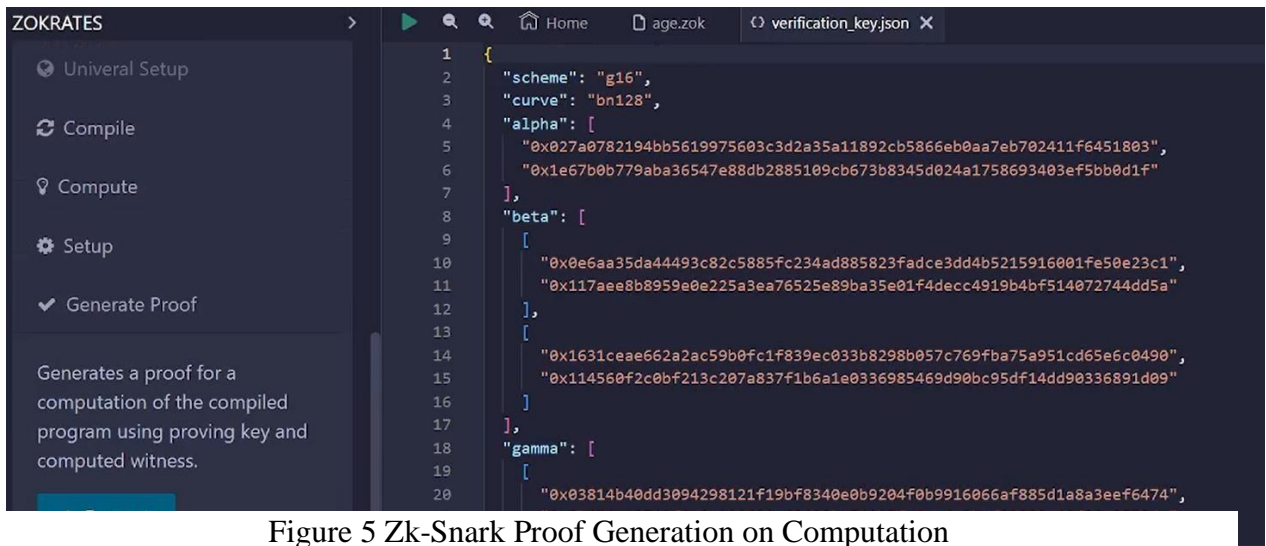 ZOKRATES
Univeral Setup
Compile
Compute
Setup
Generate Proof
Generates a proof for a
computation of the compiled
program using proving key and
computed witness.
Home age.zok verification_key.json
1 {
2 "scheme": "g16",
3 "curve": "bn128",
4 "alpha": [
5 "0x027a0782194bb5619975603c3d2a35a11892cb5866eb0aa7eb702411f6451803",
6 "0x1e67b0b779aba36547e88db2885109cb673b8345d024a1758693403ef5bb0d1f"
7 ],
8 "beta": [
9 [
10 "0x0e6aa35da44493c82c5885fc234ad885823fadce3dd4b5215916001fe50e23c1",
11 "0x117aee8b8959e0e225a3ea76525e89ba35e01f4decc4919b4bf514072744dd5a"
12 ],
13 [
14 "0x1631ceae662a2ac59b0fc1f839ec033b8298b057c769fba75a951cd65e6c0490",
15 "0x114560f2c0bf213c207a837f1b6a1e0336985469d90bc95df14dd90336891d09"
16 ]
17 ],
18 "gamma": [
19 [
20 "0x03814b40dd3094298121f19bf8340e0b9204f0b9916066af885d1a8a3eef6474",
Figure 5 Zk-Snark Proof Generation on Computation